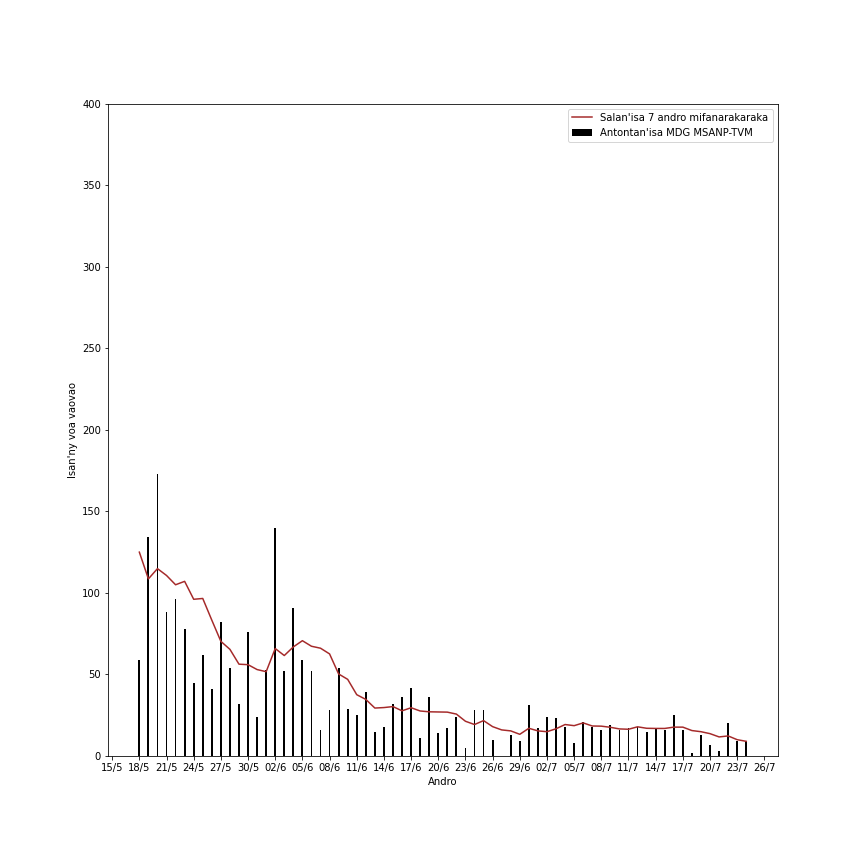 400
350
300
250
200
150
100
50
0
Isan'ny voa vaovao
Salan'isa 7 andro mifanarakaraka
Antontan'isa MDG MSANP-TVM
15/5 18/5 21/5 24/5 27/5 30/5 02/6 05/6 08/6 11/6 14/6 17/6 20/6 23/6 26/6 29/6 02/7 05/7 08/7 11/7 14/7 17/7 20/7 23/7 26/7
Andro